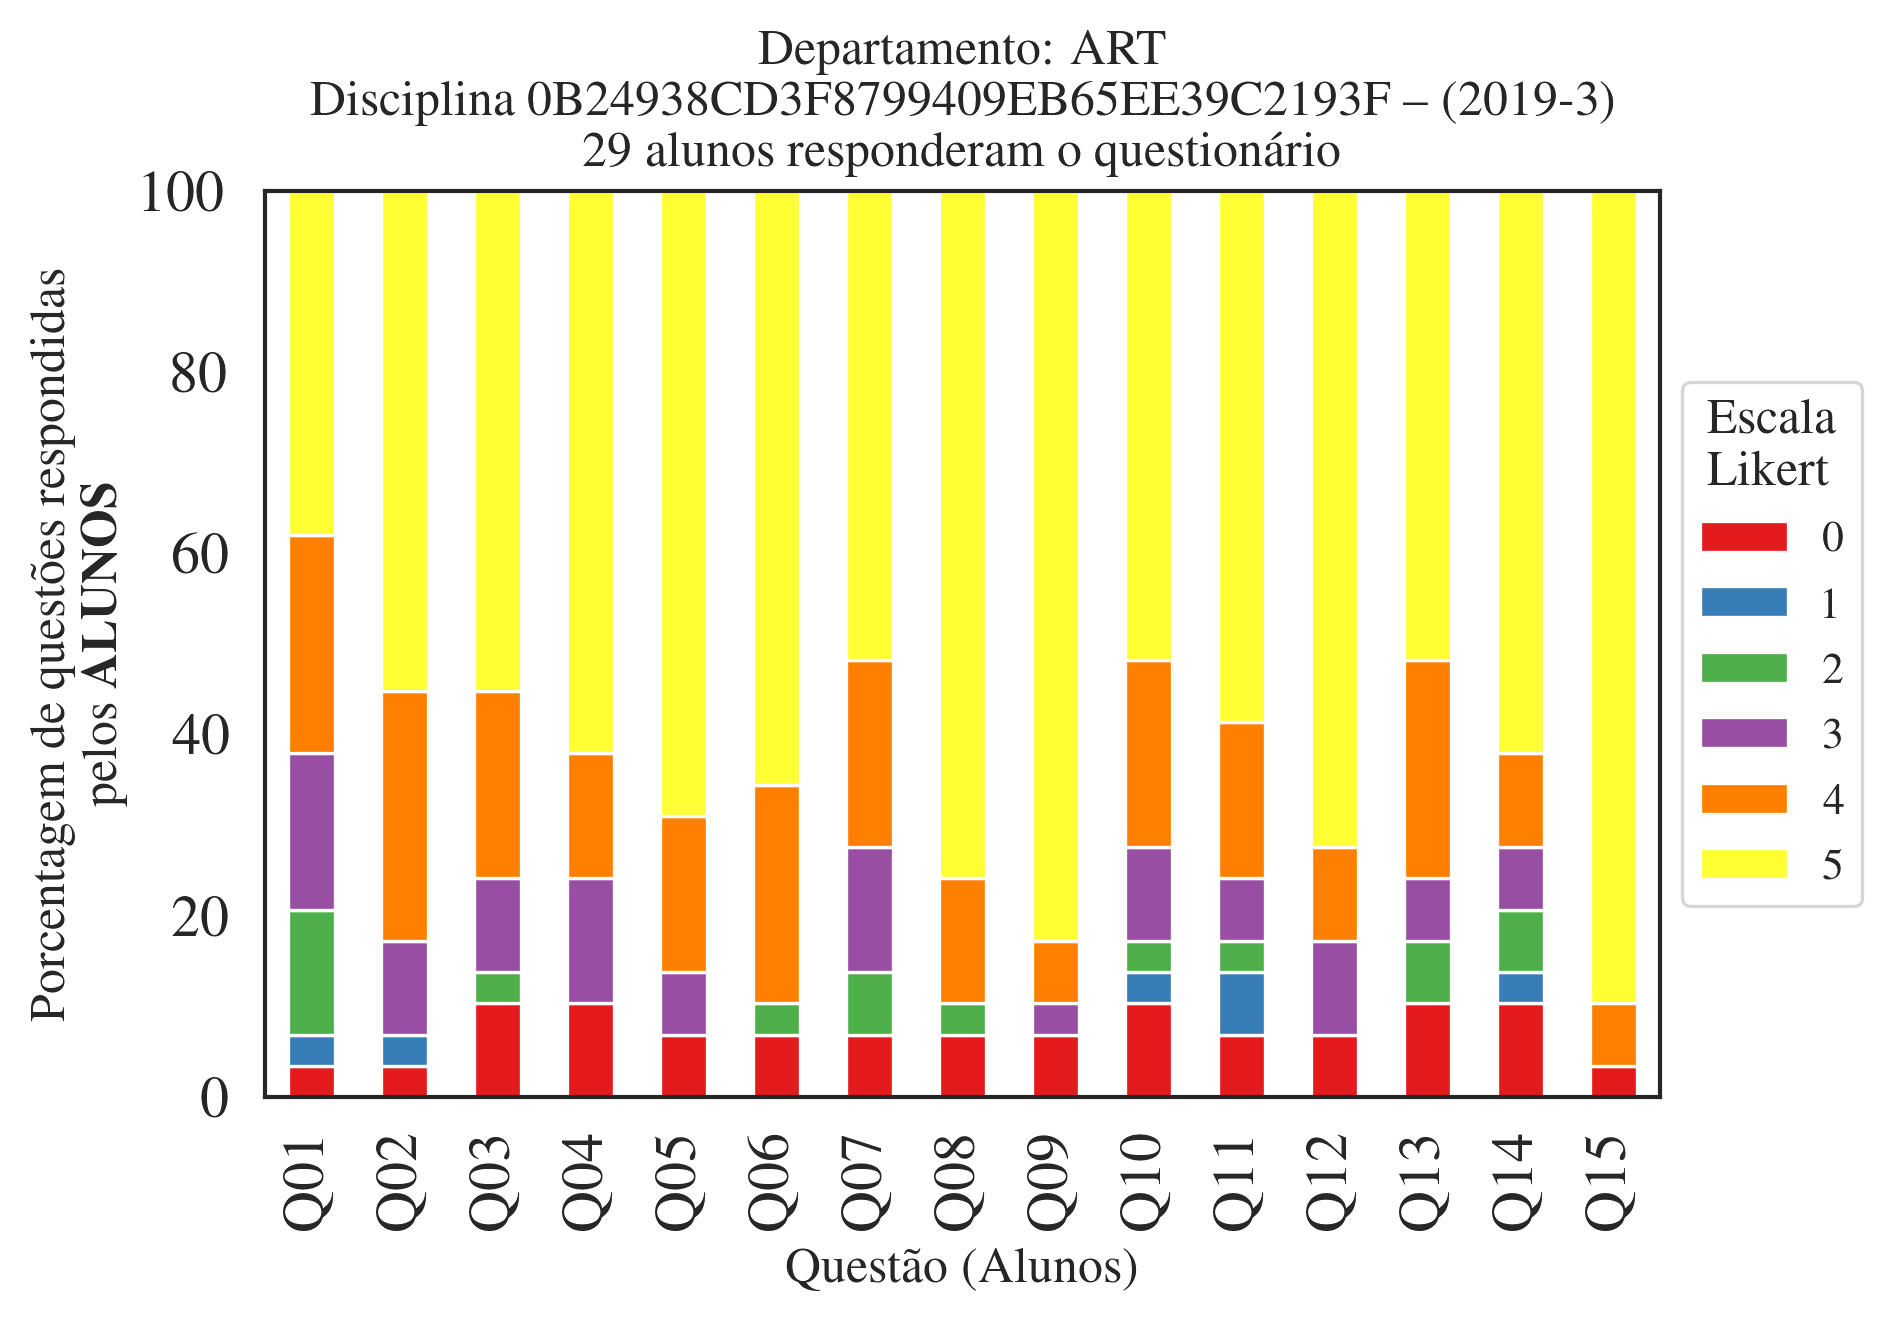 Departamento: ART
Disciplina 0B24938CD3F8799409EB65EE39C2193F – (2019-3)
29 alunos responderam o questionário
Porcentagem de questões respondidas
pelos ALUNOS
100
80
60
40
20
0
Q01
Q02
Q03
Q04
Q05
Q06
Q07
Q08
Q09
Q10
Q11
Q12
Q13
Q14
Q15
Questão (Alunos)
Escala
Likert
0
1
2
3
4
5